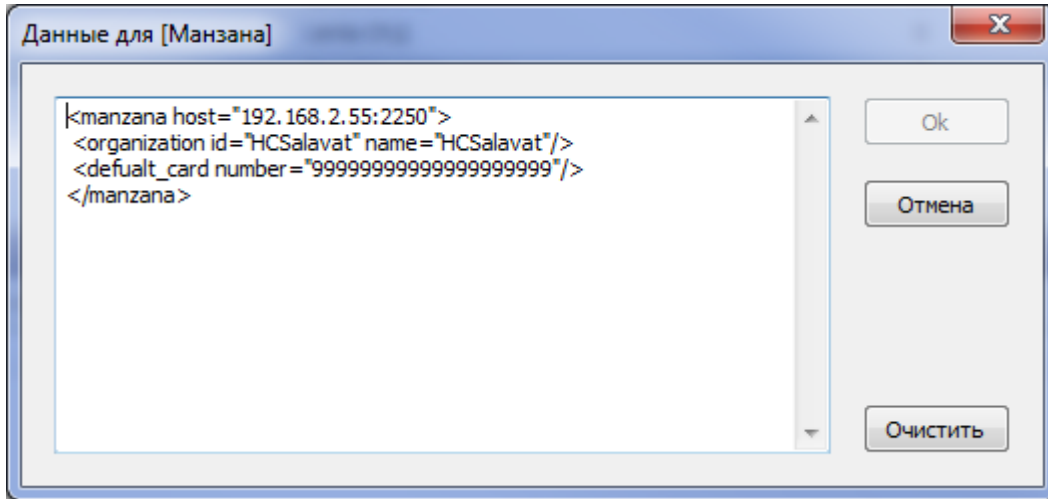 Данные для [Манзана]
<manzana host="192.168.2.55:2250">
<organization id="HCSalavat" name="HCSalavat"/>
<defualt_card number="99999999999999999999"/>
</manzana>
Ok
Отмена
Очистить